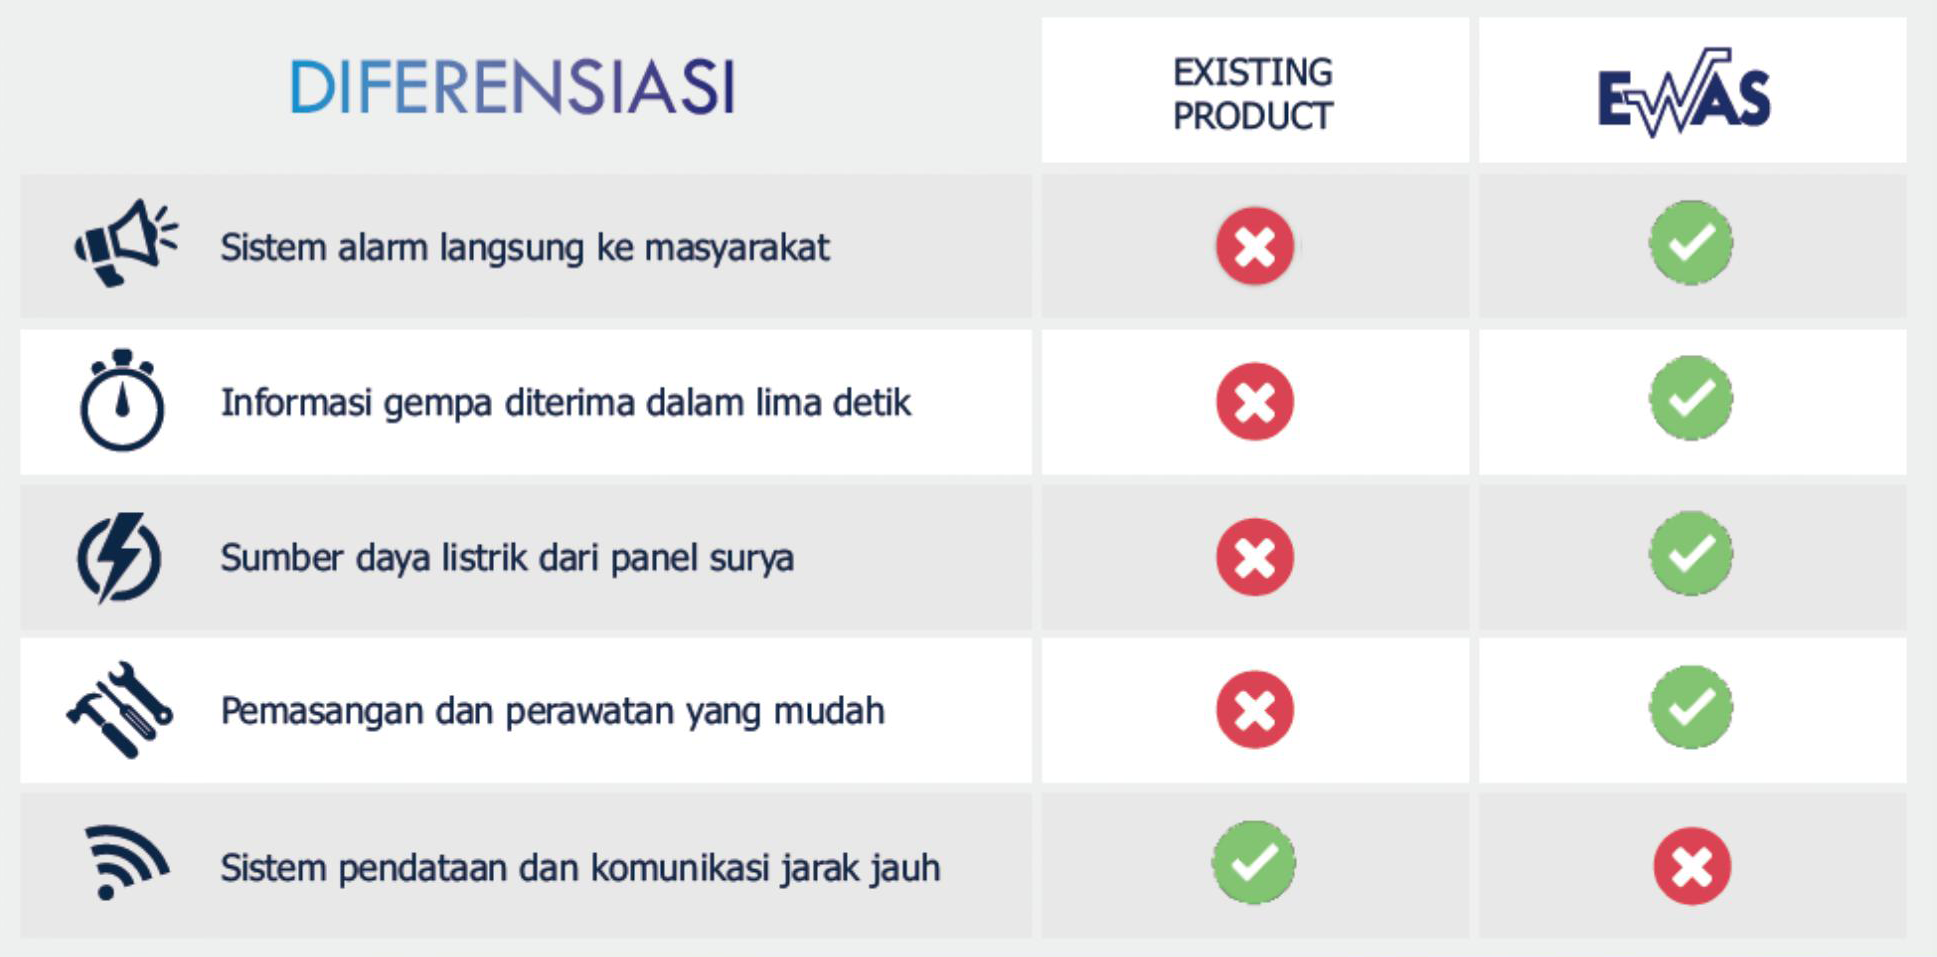 DIFERENSIASI
EXISTING
PRODUCT
EWAS
Sistem alarm langsung ke masyarakat
Informasi gempa diterima dalam lima detik
Sumber daya listrik dari panel surya
Pemasangan dan perawatan yang mudah
Sistem pendataan dan komunikasi jarak jauh